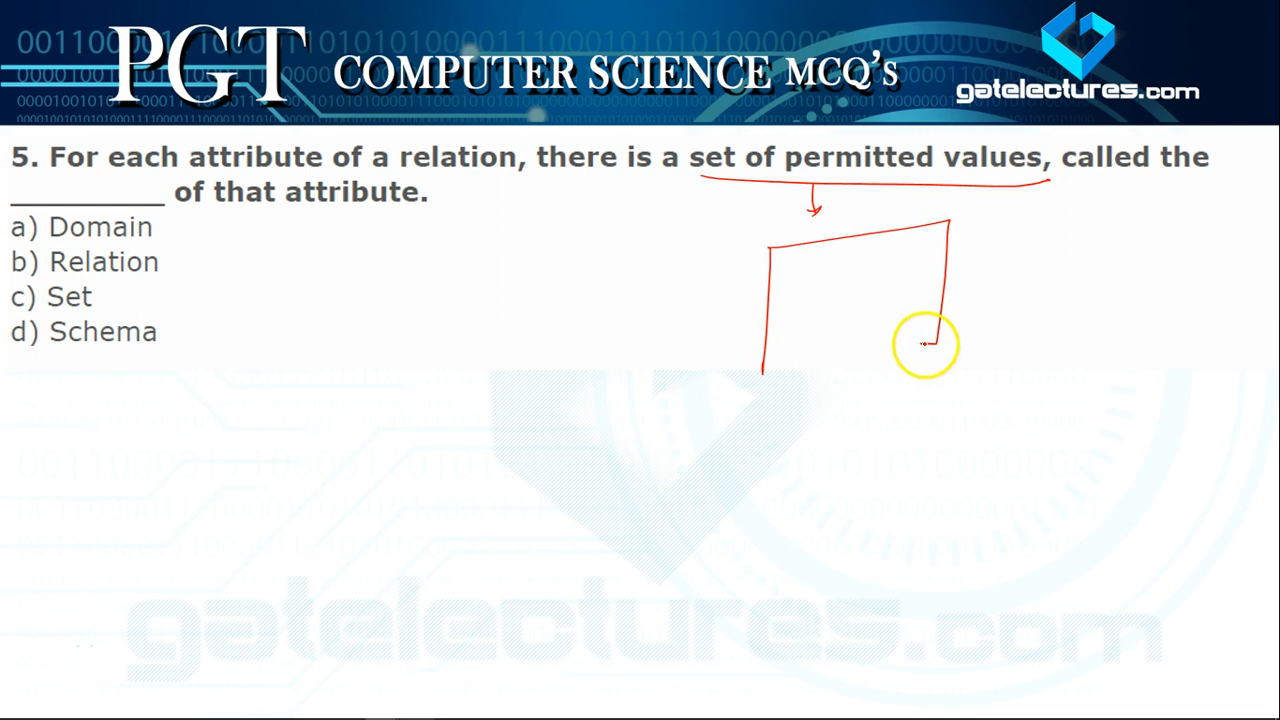 PGT COMPUTER SCIENCE MCQ's
gatelectures.com
5. For each attribute of a relation, there is a set of permitted values, called the
__________ of that attribute.
a) Domain
b) Relation
c) Set
d) Schema
gatelectures.com